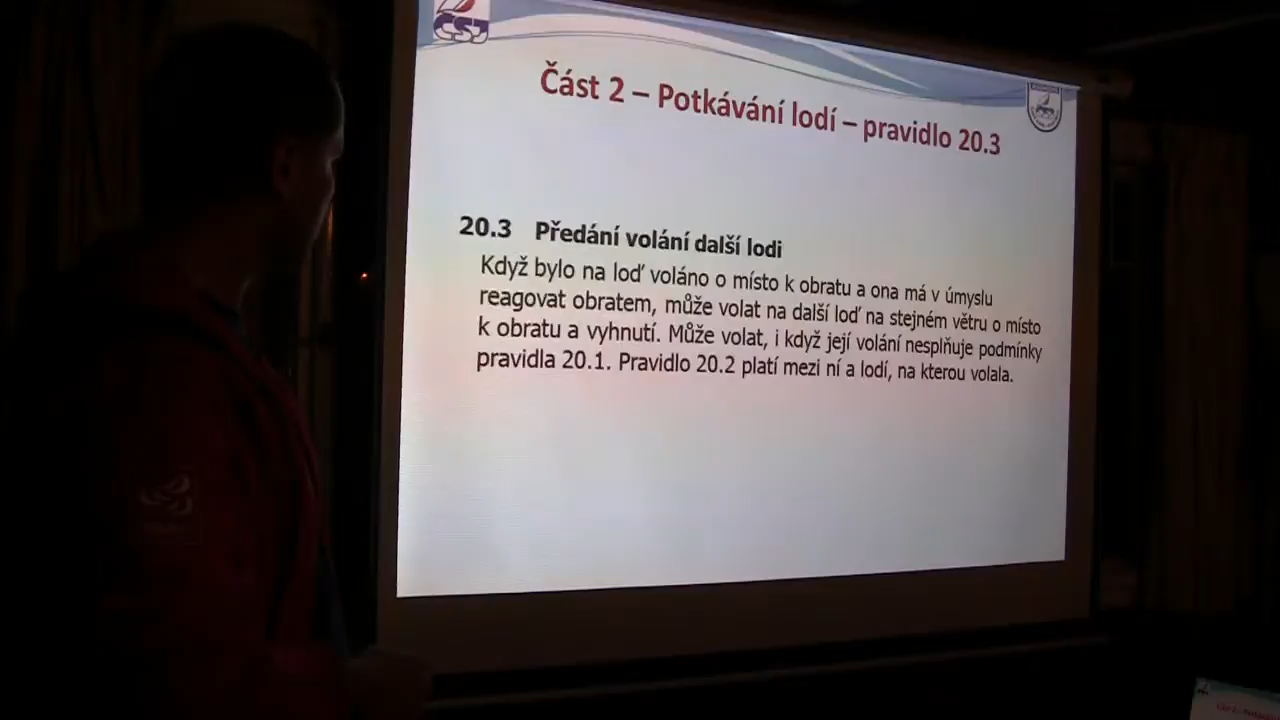 ČSJ
Část 2 – Potkávání lodí – pravidlo 20.3
20.3 Předání volání další lodi
Když bylo na loď voláno o místo k obratu a ona má v úmyslu
reagovat obratem, může volat na další loď na stejném větru o místo
k obratu a vyhnutí. Může volat, i když její volání nesplňuje podmínky
pravidla 20.1. Pravidlo 20.2 platí mezi ní a lodí, na kterou volala.